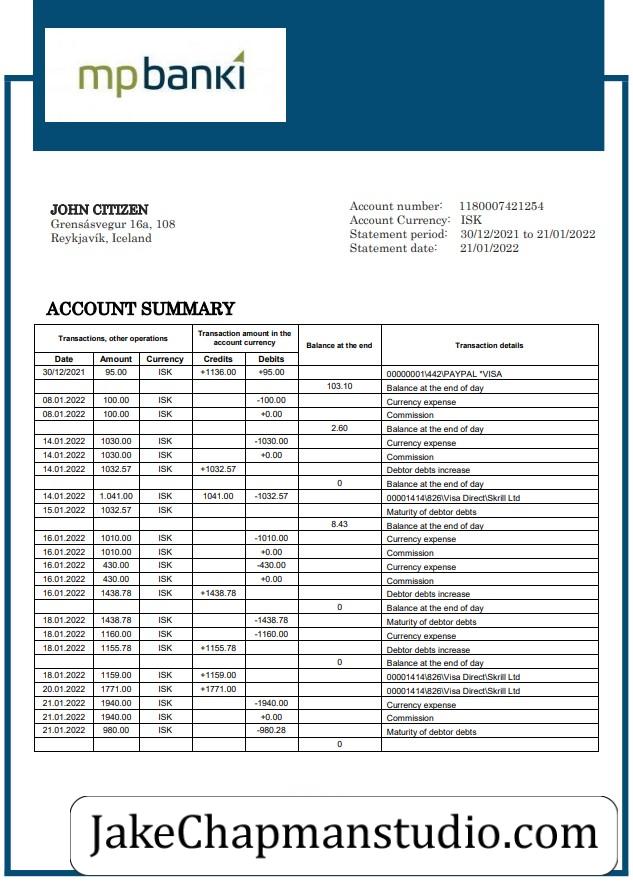 mpbanki
JOHN CITIZEN
Grensásvegur 16a, 108
Reykjavík, Iceland
Account number: 1180007421254
Account Currency: ISK
Statement period: 30/12/2021 to 21/01/2022
Statement date: 21/01/2022
ACCOUNT SUMMARY
Transactions, other operations Transaction amount in the account currency Balance at the end Transaction details
Date Amount Currency Credits Debits
30/12/2021 95.00 ISK +1136.00 +95.00 00000001\442\PAYPAL *VISA
103.10 Balance at the end of day
08.01.2022 100.00 ISK -100.00 Currency expense
08.01.2022 100.00 ISK +0.00 Commission
2.60 Balance at the end of day
14.01.2022 1030.00 ISK -1030.00 Currency expense
14.01.2022 1030.00 ISK +0.00 Commission
14.01.2022 1032.57 ISK +1032.57 Debtor debts increase
0 Balance at the end of day
14.01.2022 1.041.00 ISK 1041.00 -1032.57 00001414\826\Visa Direct\Skrill Ltd
15.01.2022 1032.57 ISK Maturity of debtor debts
8.43 Balance at the end of day
16.01.2022 1010.00 ISK -1010.00 Currency expense
16.01.2022 1010.00 ISK +0.00 Commission
16.01.2022 430.00 ISK -430.00 Currency expense
16.01.2022 430.00 ISK +0.00 Commission
16.01.2022 1438.78 ISK +1438.78 Debtor debts increase
0 Balance at the end of day
18.01.2022 1438.78 ISK -1438.78 Maturity of debtor debts
18.01.2022 1160.00 ISK -1160.00 Currency expense
18.01.2022 1155.78 ISK +1155.78 Debtor debts increase
0 Balance at the end of day
18.01.2022 1159.00 ISK +1159.00 00001414\826\Visa Direct\Skrill Ltd
20.01.2022 1771.00 ISK +1771.00 00001414\826\Visa Direct\Skrill Ltd
21.01.2022 1940.00 ISK -1940.00 Currency expense
21.01.2022 1940.00 ISK +0.00 Commission
21.01.2022 980.00 ISK -980.28 Maturity of debtor debts
0
JakeChapmanstudio.com